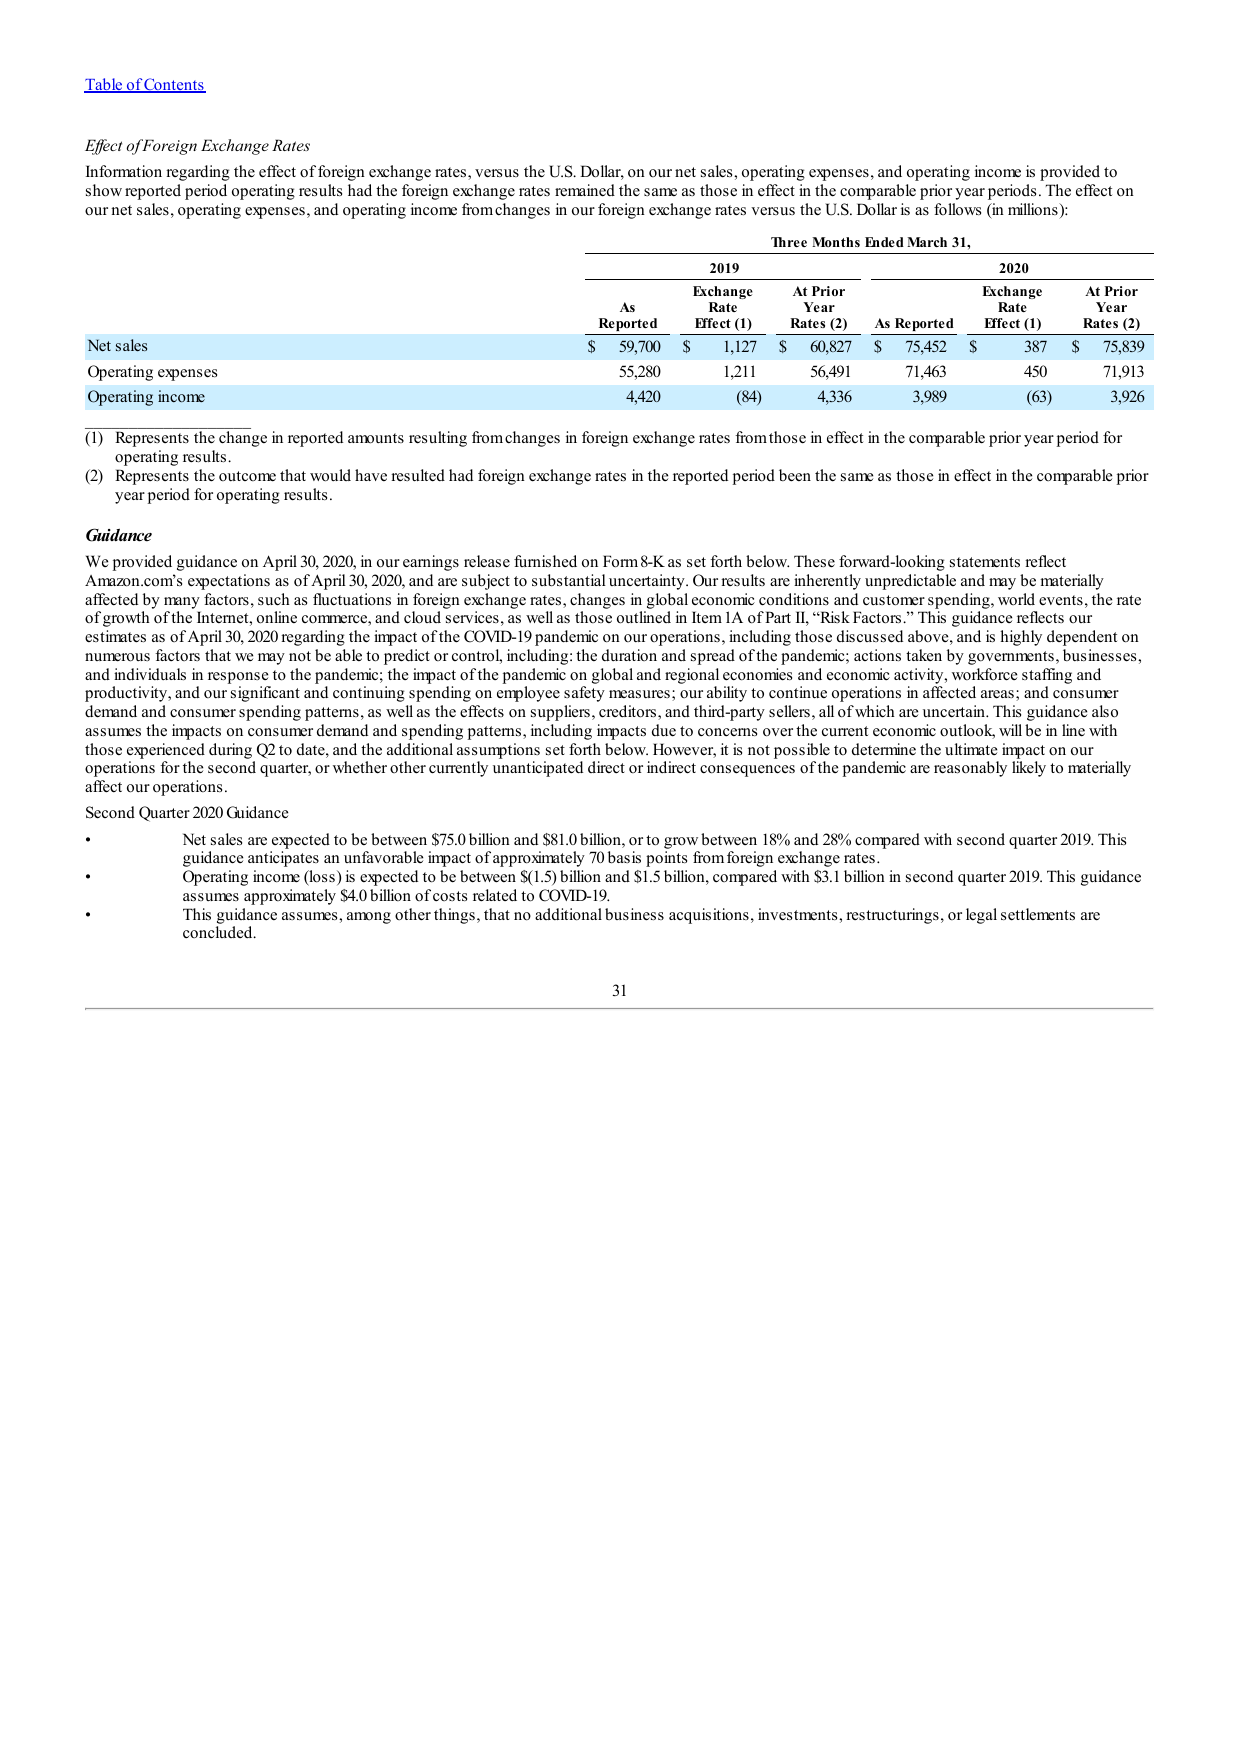 Table of Contents
Effect of Foreign Exchange Rates
Information regarding the effect of foreign exchange rates, versus the U.S. Dollar, on our net sales, operating expenses, and operating income is provided to
show reported period operating results had the foreign exchange rates remained the same as those in effect in the comparable prior year periods. The effect on
our net sales, operating expenses, and operating income from changes in our foreign exchange rates versus the U.S. Dollar is as follows (in millions):
Three Months Ended March 31,
2019 2020
As Reported Exchange Rate Effect (1) At Prior Year Rates (2) As Reported Exchange Rate Effect (1) At Prior Year Rates (2)
Net sales $ 59,700 $ 1,127 $ 60,827 $ 75,452 $ 387 $ 75,839
Operating expenses 55,280 1,211 56,491 71,463 450 71,913
Operating income 4,420 (84) 4,336 3,989 (63) 3,926
(1) Represents the change in reported amounts resulting from changes in foreign exchange rates from those in effect in the comparable prior year period for
operating results.
(2) Represents the outcome that would have resulted had foreign exchange rates in the reported period been the same as those in effect in the comparable prior
year period for operating results.
Guidance
We provided guidance on April 30, 2020, in our earnings release furnished on Form 8-K as set forth below. These forward-looking statements reflect
Amazon.com’s expectations as of April 30, 2020, and are subject to substantial uncertainty. Our results are inherently unpredictable and may be materially
affected by many factors, such as fluctuations in foreign exchange rates, changes in global economic conditions and customer spending, world events, the rate
of growth of the Internet, online commerce, and cloud services, as well as those outlined in Item 1A of Part II, “Risk Factors.” This guidance reflects our
estimates as of April 30, 2020 regarding the impact of the COVID-19 pandemic on our operations, including those discussed above, and is highly dependent on
numerous factors that we may not be able to predict or control, including: the duration and spread of the pandemic; actions taken by governments, businesses,
and individuals in response to the pandemic; the impact of the pandemic on global and regional economies and economic activity, workforce staffing and
productivity, and our significant and continuing spending on employee safety measures; our ability to continue operations in affected areas; and consumer
demand and consumer spending patterns, as well as the effects on suppliers, creditors, and third-party sellers, all of which are uncertain. This guidance also
assumes the impacts on consumer demand and spending patterns, including impacts due to concerns over the current economic outlook, will be in line with
those experienced during Q2 to date, and the additional assumptions set forth below. However, it is not possible to determine the ultimate impact on our
operations for the second quarter, or whether other currently unanticipated direct or indirect consequences of the pandemic are reasonably likely to materially
affect our operations.
Second Quarter 2020 Guidance
• Net sales are expected to be between $75.0 billion and $81.0 billion, or to grow between 18% and 28% compared with second quarter 2019. This
guidance anticipates an unfavorable impact of approximately 70 basis points from foreign exchange rates.
• Operating income (loss) is expected to be between $(1.5) billion and $1.5 billion, compared with $3.1 billion in second quarter 2019. This guidance
assumes approximately $4.0 billion of costs related to COVID-19.
• This guidance assumes, among other things, that no additional business acquisitions, investments, restructurings, or legal settlements are
concluded.
31